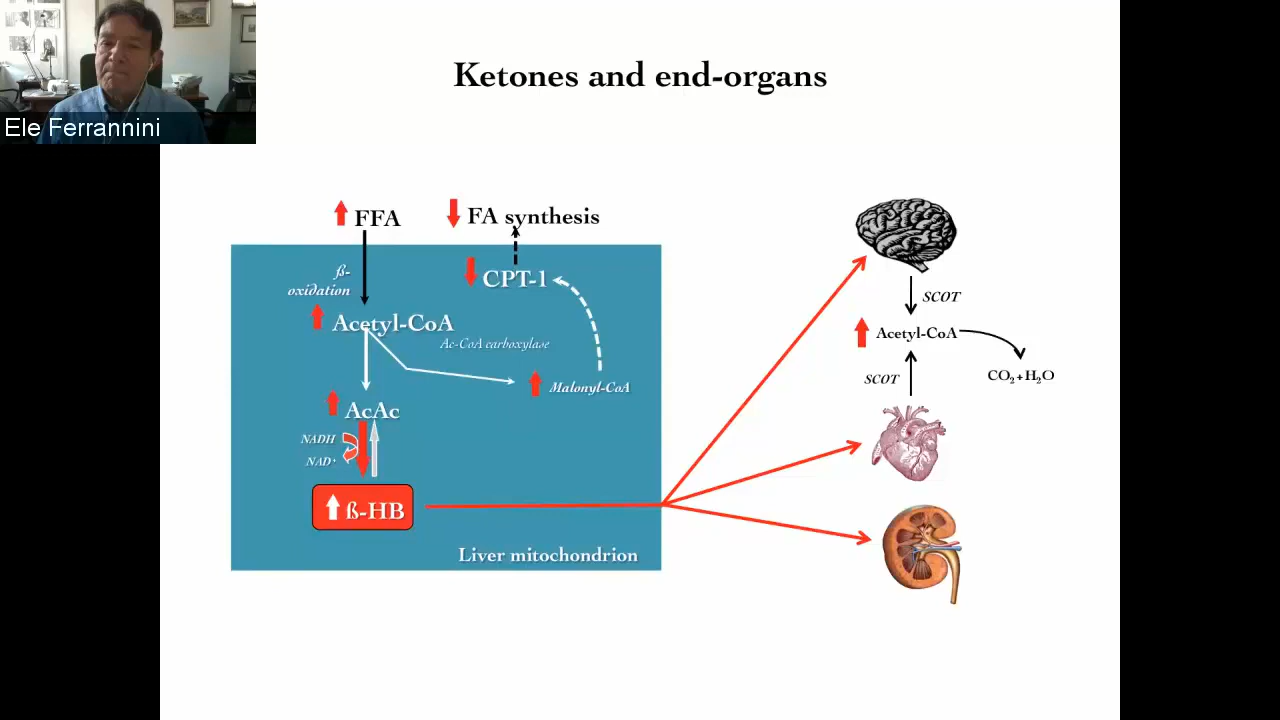 Ele Ferrannini
Ketones and end-organs
FFA
FA synthesis
ß-
oxidation
CPT-1
Acetyl-CoA
Ac-CoA carboxylase
Malonyl-CoA
AcAc
NADH
NAD+
ß-HB
Liver mitochondrion
SCOT
Acetyl-CoA
CO₂+H₂O
SCOT